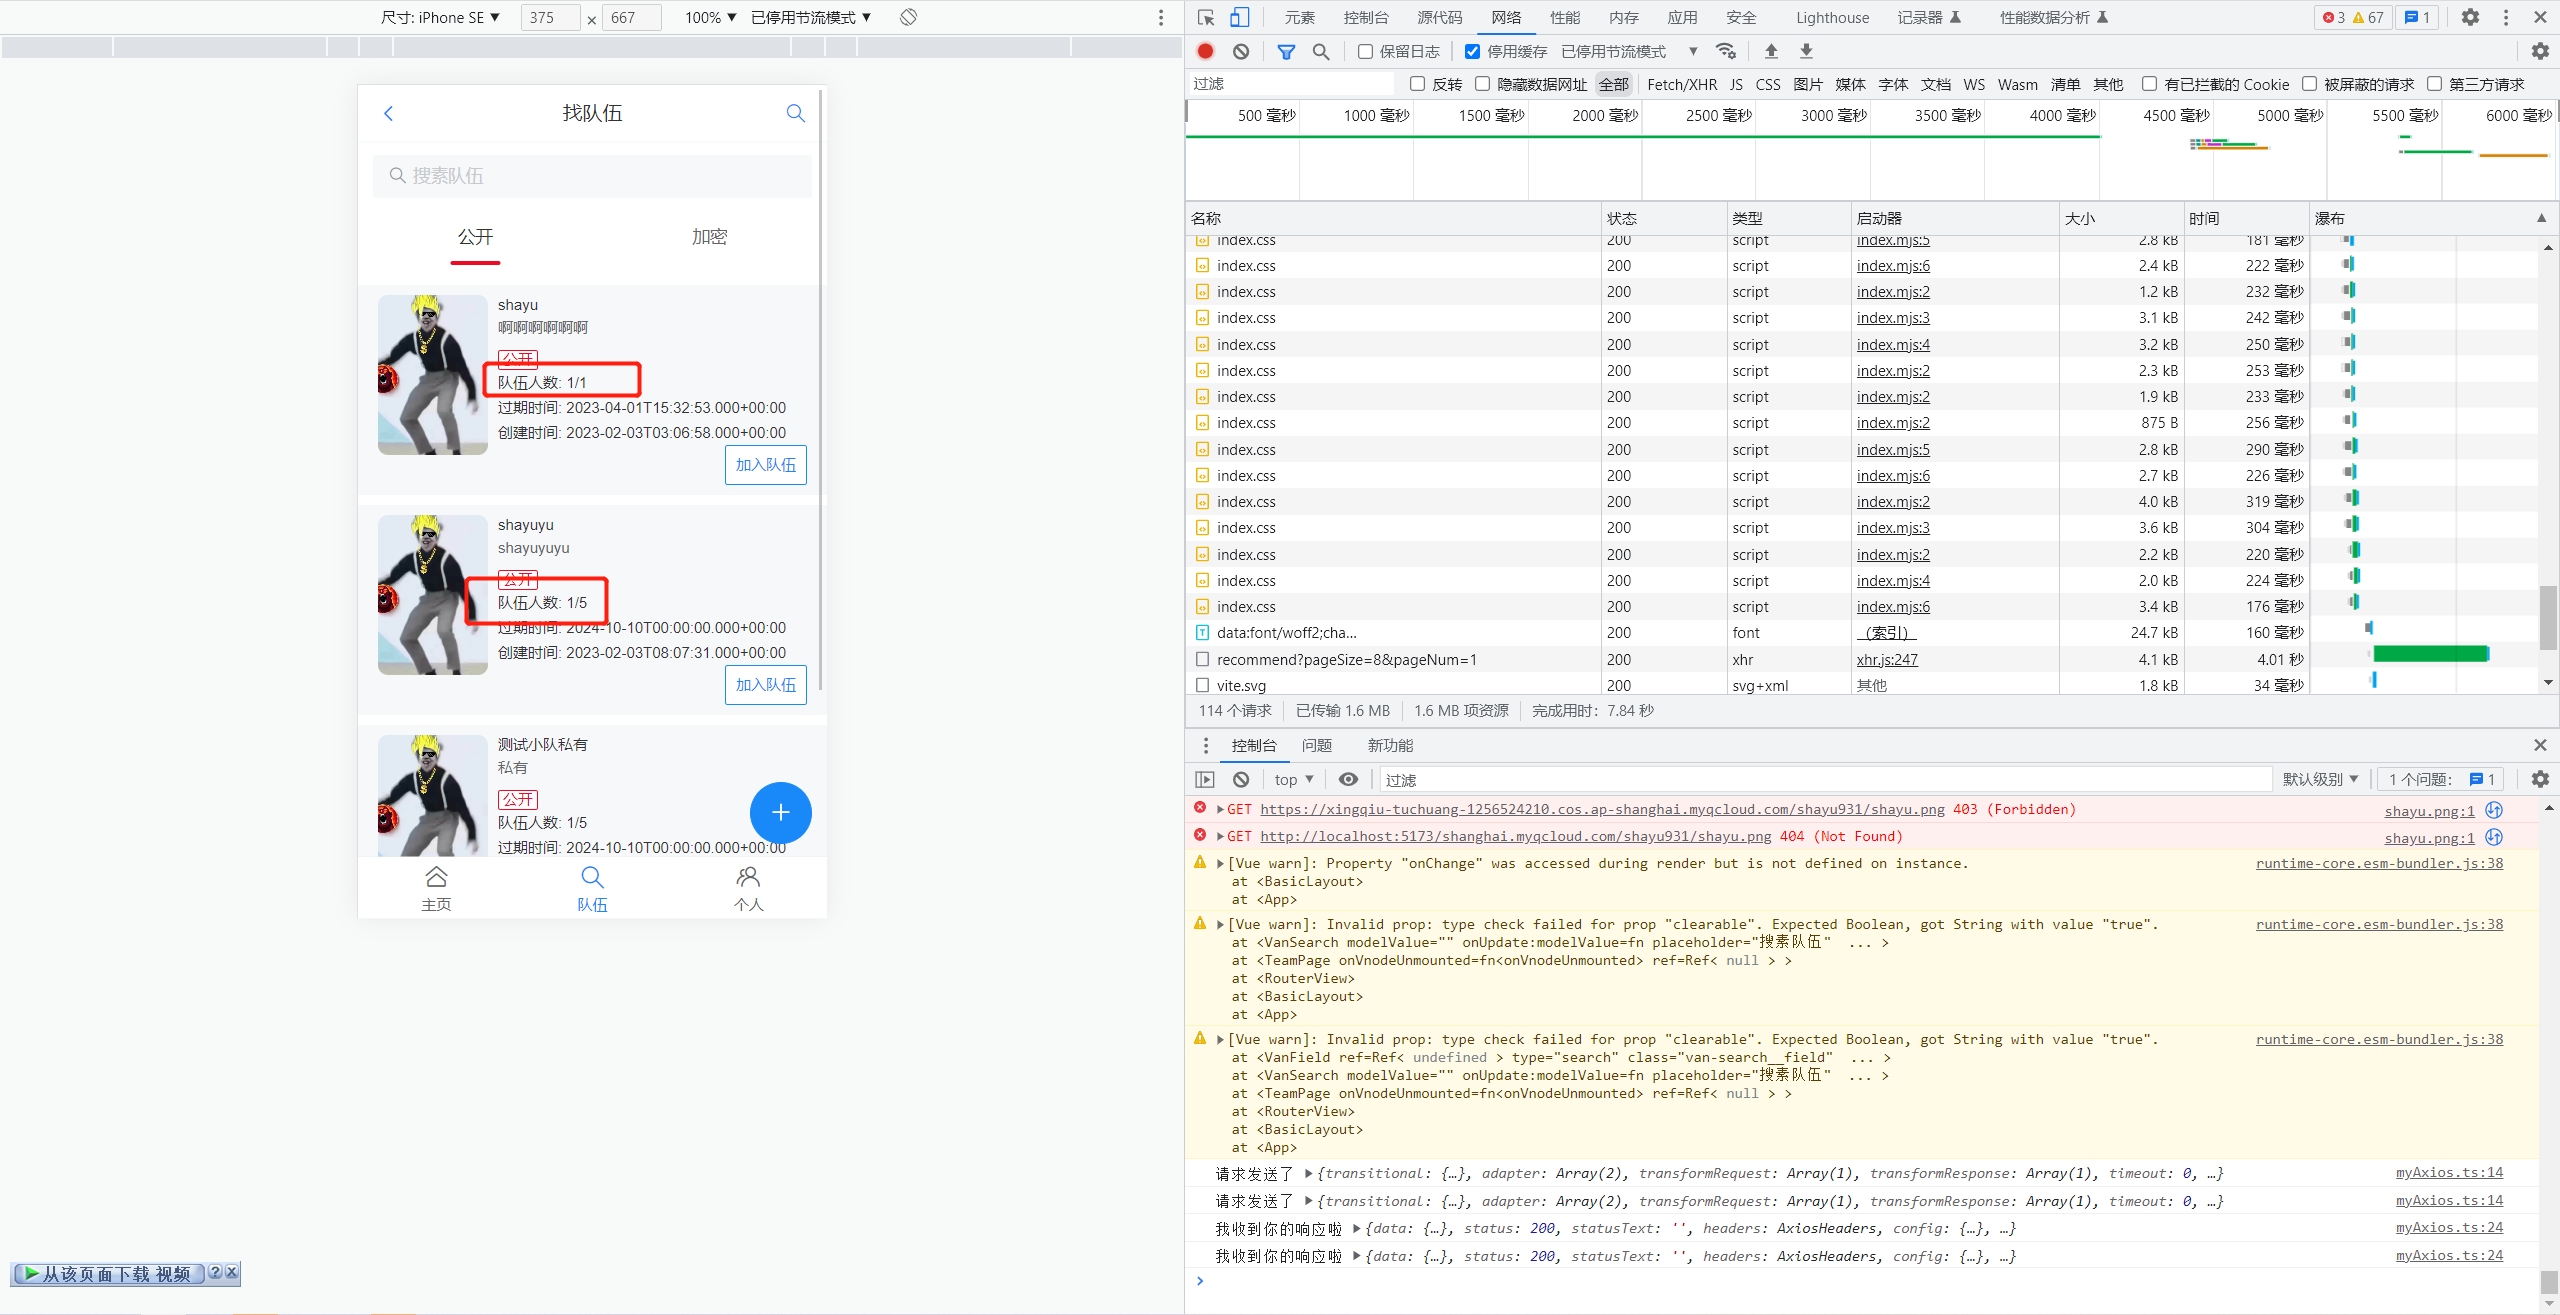 尺寸: iPhone SE ▼ 375 × 667 100% ▼ 已停用节流模式 ▼
找队伍
搜素队伍
公开 加密
shayu
啊啊啊啊啊啊
公开
队伍人数: 1/1
过期时间: 2023-04-01T15:32:53.000+00:00
创建时间: 2023-02-03T03:06:58.000+00:00
加入队伍
shayuyu
shayuyuyu
公开
队伍人数: 1/5
过期时间: 2024-10-10T00:00:00.000+00:00
创建时间: 2023-02-03T08:07:31.000+00:00
加入队伍
测试小队私有
私有
公开
队伍人数: 1/5
过期时间: 2024-10-10T00:00:00.000+00:00
主页 队伍 个人
从该页面下载 视频 ?
元素 控制台 源代码 网络 性能 内存 应用 安全 Lighthouse 记录器 性能数据分析 3 67 1
保留日志 停用缓存 已停用节流模式 ▼
过滤 反转 隐藏数据网址 全部 Fetch/XHR JS CSS 图片 媒体 字体 文档 WS Wasm 清单 其他 有已拦截的 Cookie 被屏蔽的请求 第三方请求
500 毫秒 1000 毫秒 1500 毫秒 2000 毫秒 2500 毫秒 3000 毫秒 3500 毫秒 4000 毫秒 4500 毫秒 5000 毫秒 5500 毫秒 6000 毫秒
名称 状态 类型 启动器 大小 时间 瀑布
index.css 200 script index.mjs:5 2.8 kB 181 毫秒
index.css 200 script index.mjs:6 2.4 kB 222 毫秒
index.css 200 script index.mjs:2 1.2 kB 232 毫秒
index.css 200 script index.mjs:3 3.1 kB 242 毫秒
index.css 200 script index.mjs:4 3.2 kB 250 毫秒
index.css 200 script index.mjs:2 2.3 kB 253 毫秒
index.css 200 script index.mjs:2 1.9 kB 233 毫秒
index.css 200 script index.mjs:2 875 B 256 毫秒
index.css 200 script index.mjs:5 2.8 kB 290 毫秒
index.css 200 script index.mjs:6 2.7 kB 226 毫秒
index.css 200 script index.mjs:2 4.0 kB 319 毫秒
index.css 200 script index.mjs:3 3.6 kB 304 毫秒
index.css 200 script index.mjs:2 2.2 kB 220 毫秒
index.css 200 script index.mjs:4 2.0 kB 224 毫秒
index.css 200 script index.mjs:6 3.4 kB 176 毫秒
data:font/woff2;cha... 200 font （索引） 24.7 kB 160 毫秒
recommend?pageSize=8&pageNum=1 200 xhr xhr.js:247 4.1 kB 4.01 秒
vite.svg 200 svg+xml 其他 1.8 kB 34 毫秒
114 个请求 已传输 1.6 MB 1.6 MB 项资源 完成用时: 7.84 秒
控制台 问题 新功能
top ▼ 过滤 默认级别 ▼ 1 个问题: 1
GET https://xingqiu-tuchuang-1256524210.cos.ap-shanghai.myqcloud.com/shayu931/shayu.png 403 (Forbidden) shayu.png:1
GET http://localhost:5173/shanghai.myqcloud.com/shayu931/shayu.png 404 (Not Found) shayu.png:1
[Vue warn]: Property "onChange" was accessed during render but is not defined on instance. runtime-core.esm-bundler.js:38
at <BasicLayout>
at <App>
[Vue warn]: Invalid prop: type check failed for prop "clearable". Expected Boolean, got String with value "true". runtime-core.esm-bundler.js:38
at <VanSearch modelValue="" onUpdate:modelValue=fn placeholder="搜素队伍" ... >
at <TeamPage onVnodeUnmounted=fn<onVnodeUnmounted> ref=Ref< null > >
at <RouterView>
at <BasicLayout>
at <App>
[Vue warn]: Invalid prop: type check failed for prop "clearable". Expected Boolean, got String with value "true". runtime-core.esm-bundler.js:38
at <VanField ref=Ref< undefined > type="search" class="van-search__field" ... >
at <VanSearch modelValue="" onUpdate:modelValue=fn placeholder="搜素队伍" ... >
at <TeamPage onVnodeUnmounted=fn<onVnodeUnmounted> ref=Ref< null > >
at <RouterView>
at <BasicLayout>
at <App>
请求发送了 {transitional: {…}, adapter: Array(2), transformRequest: Array(1), transformResponse: Array(1), timeout: 0, …} myAxios.ts:14
请求发送了 {transitional: {…}, adapter: Array(2), transformRequest: Array(1), transformResponse: Array(1), timeout: 0, …} myAxios.ts:14
我收到你的响应啦 {data: {…}, status: 200, statusText: '', headers: AxiosHeaders, config: {…}, …} myAxios.ts:24
我收到你的响应啦 {data: {…}, status: 200, statusText: '', headers: AxiosHeaders, config: {…}, …} myAxios.ts:24